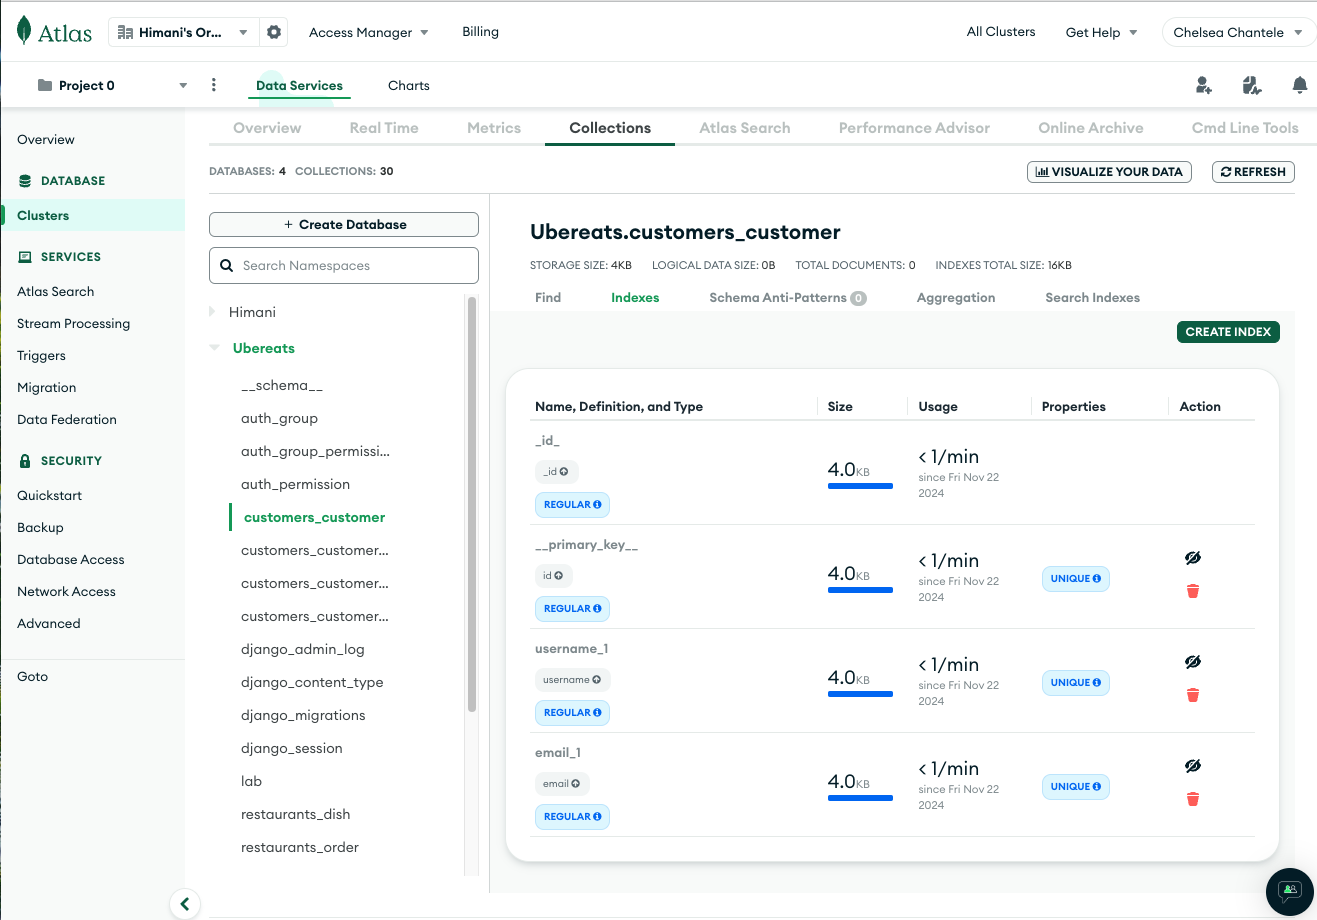 Atlas
Himani's Or...
Access Manager
Billing
All Clusters
Get Help
Chelsea Chantele
Project 0
Data Services
Charts
Overview
DATABASE
Clusters
SERVICES
Atlas Search
Stream Processing
Triggers
Migration
Data Federation
SECURITY
Quickstart
Backup
Database Access
Network Access
Advanced
Goto
Overview
Real Time
Metrics
Collections
Atlas Search
Performance Advisor
Online Archive
Cmd Line Tools
DATABASES: 4 COLLECTIONS: 30
VISUALIZE YOUR DATA
REFRESH
+ Create Database
Search Namespaces
Himani
Ubereats
__schema__
auth_group
auth_group_permissi...
auth_permission
customers_customer
customers_customer...
customers_customer...
customers_customer...
django_admin_log
django_content_type
django_migrations
django_session
lab
restaurants_dish
restaurants_order
Ubereats.customers_customer
STORAGE SIZE: 4KB LOGICAL DATA SIZE: 0B TOTAL DOCUMENTS: 0 INDEXES TOTAL SIZE: 16KB
Find
Indexes
Schema Anti-Patterns 0
Aggregation
Search Indexes
CREATE INDEX
Name, Definition, and Type
Size
Usage
Properties
Action
_id_
_id
REGULAR
4.0KB
< 1/min
since Fri Nov 22
2024
__primary_key__
id
REGULAR
4.0KB
< 1/min
since Fri Nov 22
2024
UNIQUE
username_1
username
REGULAR
4.0KB
< 1/min
since Fri Nov 22
2024
UNIQUE
email_1
email
REGULAR
4.0KB
< 1/min
since Fri Nov 22
2024
UNIQUE